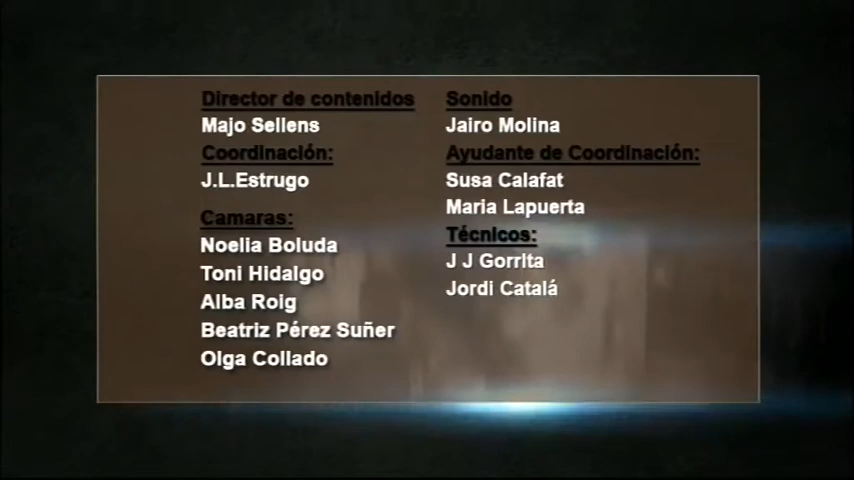 Director de contenidos
Majo Sellens
Coordinación:
J.L.Estrugo
Camaras:
Noelia Boluda
Toni Hidalgo
Alba Roig
Beatriz Pérez Suñer
Olga Collado
Sonido
Jairo Molina
Ayudante de Coordinación:
Susa Calafat
Maria Lapuerta
Técnicos:
J J Gorrita
Jordi Catalá